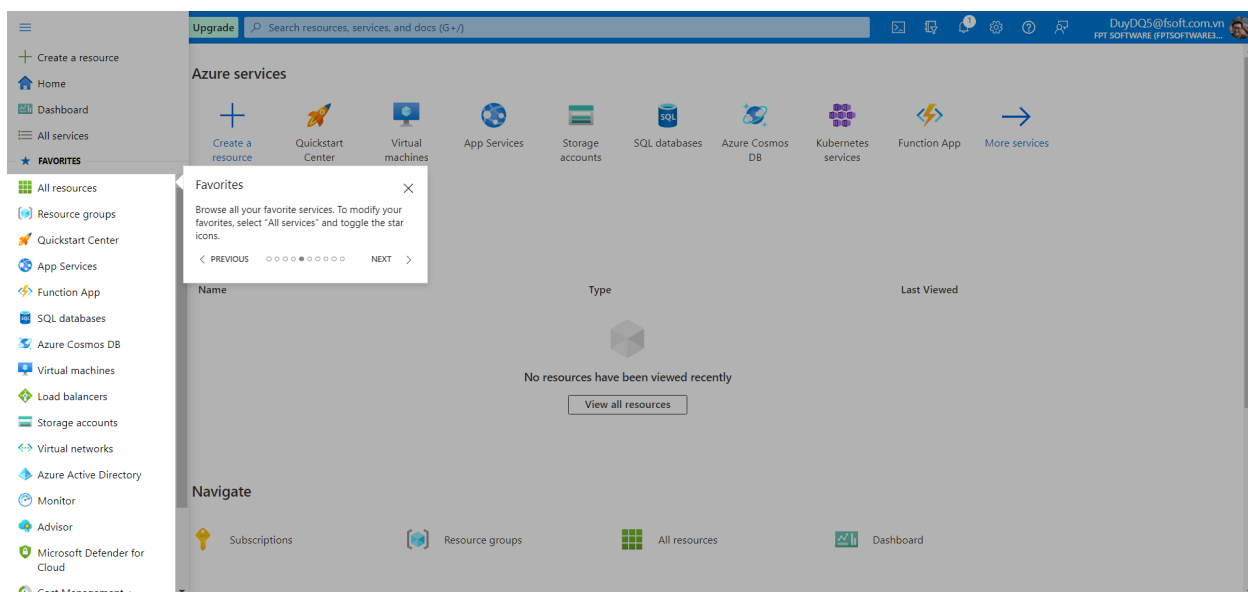 Upgrade
Search resources, services, and docs (G+/)
1
DuyDQ5@fsoft.com.vn
FPT SOFTWARE (FPTSOFTWARE3...
Create a resource
Home
Dashboard
All services
FAVORITES
All resources
Resource groups
Quickstart Center
App Services
Function App
SQL databases
Azure Cosmos DB
Virtual machines
Load balancers
Storage accounts
Virtual networks
Azure Active Directory
Monitor
Advisor
Microsoft Defender for
Cloud
Cost Management +
Azure services
Create a
resource
Quickstart
Center
Virtual
machines
App Services
Storage
accounts
SQL
SQL databases
Azure Cosmos
DB
Kubernetes
services
Function App
More services
Favorites
Browse all your favorite services. To modify your
favorites, select "All services" and toggle the star
icons.
PREVIOUS
NEXT
Name
Type
Last Viewed
No resources have been viewed recently
View all resources
Navigate
Subscriptions
Resource groups
All resources
Dashboard